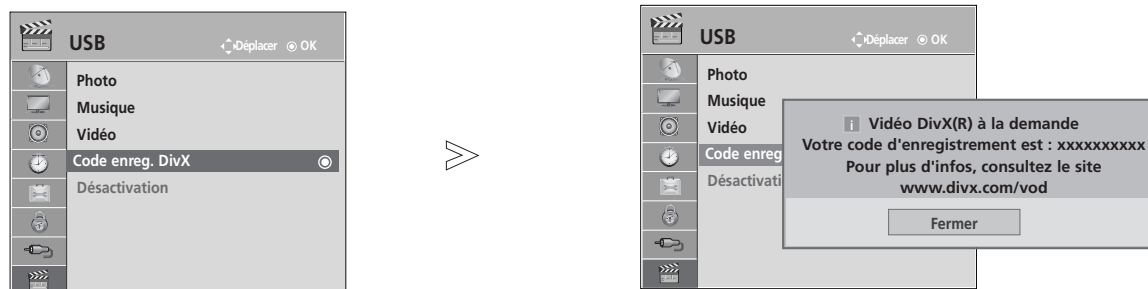 USB
Déplacer OK
Photo
Musique
Vidéo
Code enreg. DivX
Désactivation
USB
Déplacer OK
Photo
Musique
Vidéo
Code enreg
Désactivati
i Vidéo DivX(R) à la demande
Votre code d'enregistrement est : xxxxxxxxxx
Pour plus d'infos, consultez le site
www.divx.com/vod
Fermer